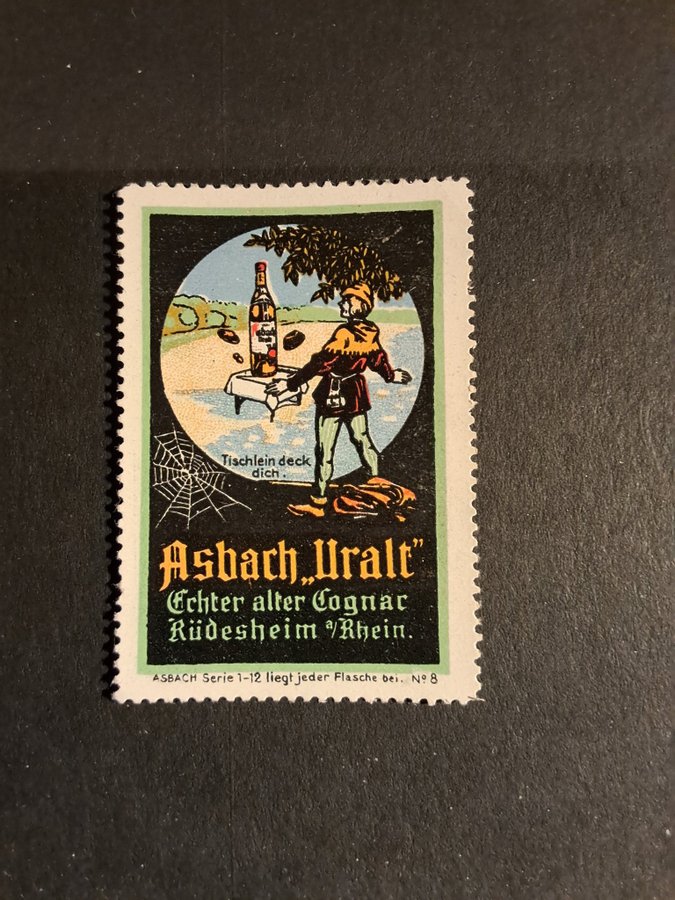 Tischlein deck
dich.
Asbach „Uralt”
Echter alter Cognac
Rüdesheim a/Rhein.
ASBACH Serie 1-12 liegt jeder Flasche bei. No 8